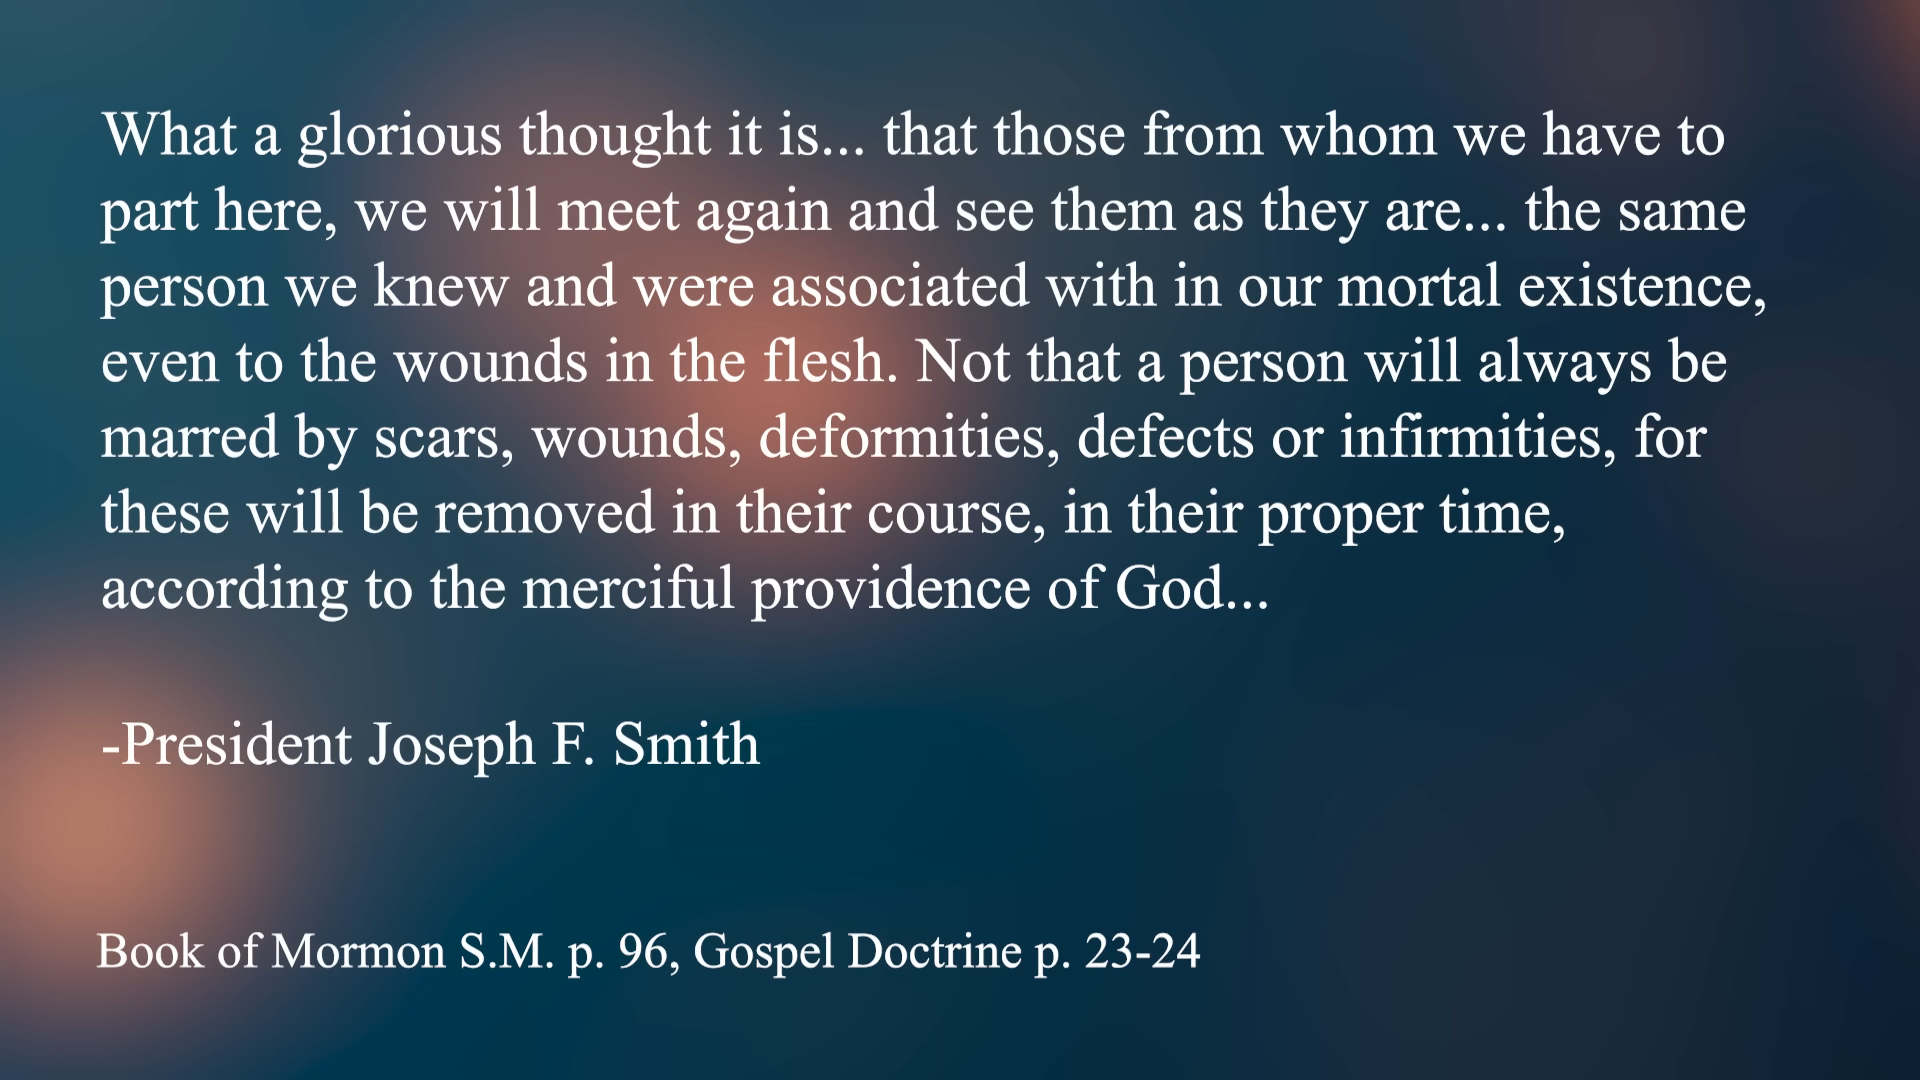 What a glorious thought it is... that those from whom we have to
part here, we will meet again and see them as they are... the same
person we knew and were associated with in our mortal existence,
even to the wounds in the flesh. Not that a person will always be
marred by scars, wounds, deformities, defects or infirmities, for
these will be removed in their course, in their proper time,
according to the merciful providence of God...
-President Joseph F. Smith
Book of Mormon S.M. p. 96, Gospel Doctrine p. 23-24